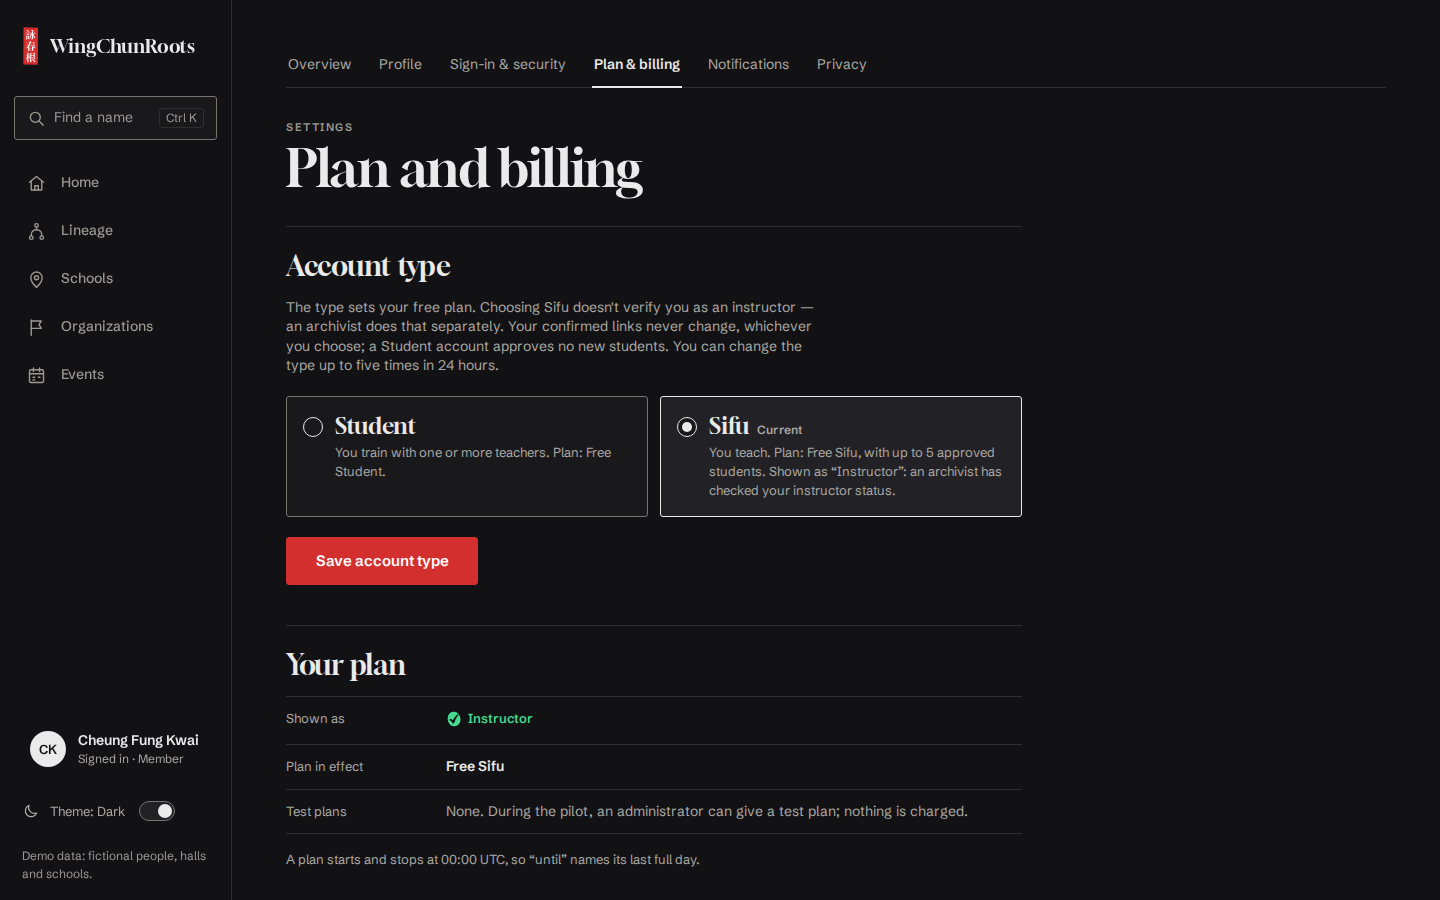 詠春根
WingChunRoots
Find a name
Ctrl K
Home
Lineage
Schools
Organizations
Events
CK
Cheung Fung Kwai
Signed in · Member
Theme: Dark
Demo data: fictional people, halls
and schools.
Overview
Profile
Sign-in & security
Plan & billing
Notifications
Privacy
SETTINGS
Plan and billing
Account type
The type sets your free plan. Choosing Sifu doesn't verify you as an instructor —
an archivist does that separately. Your confirmed links never change, whichever
you choose; a Student account approves no new students. You can change the
type up to five times in 24 hours.
Student
You train with one or more teachers. Plan: Free
Student.
Sifu Current
You teach. Plan: Free Sifu, with up to 5 approved
students. Shown as “Instructor”: an archivist has
checked your instructor status.
Save account type
Your plan
Shown as
Instructor
Plan in effect
Free Sifu
Test plans
None. During the pilot, an administrator can give a test plan; nothing is charged.
A plan starts and stops at 00:00 UTC, so “until” names its last full day.